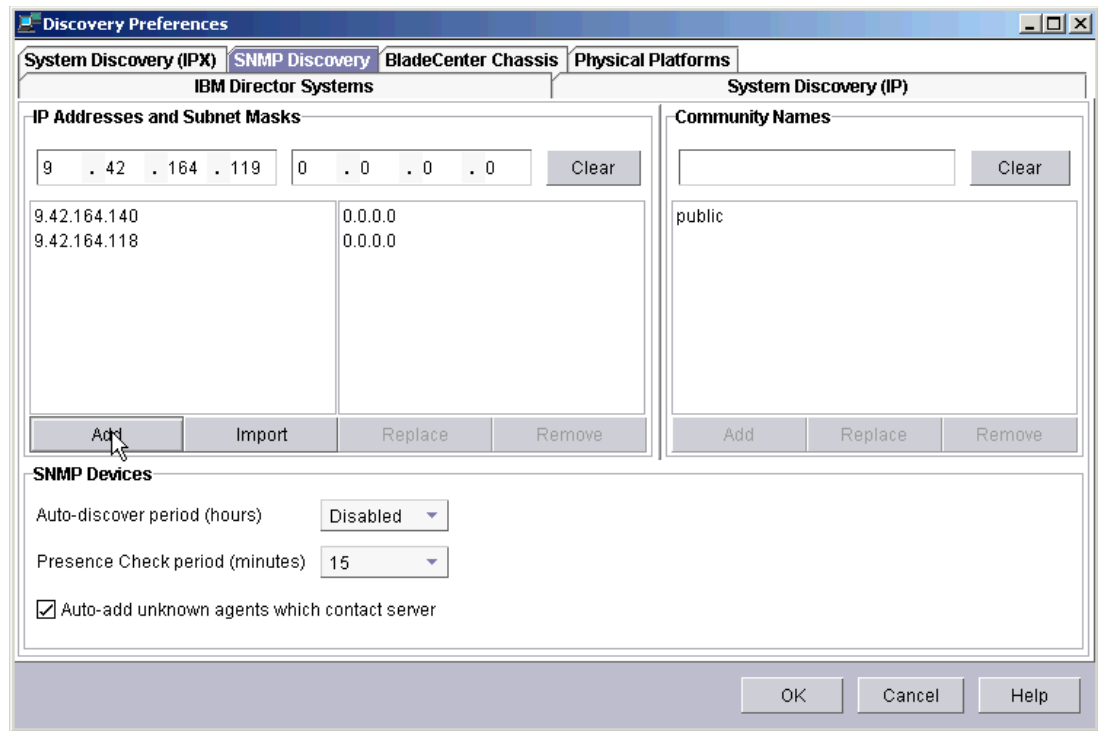 Discovery Preferences
System Discovery (IPX) SNMP Discovery BladeCenter Chassis Physical Platforms
IBM Director Systems System Discovery (IP)
IP Addresses and Subnet Masks Community Names
9 . 42 . 164 . 119 0 . 0 . 0 . 0 Clear Clear
9.42.164.140 0.0.0.0 public
9.42.164.118 0.0.0.0
Add Import Replace Remove Add Replace Remove
SNMP Devices
Auto-discover period (hours) Disabled
Presence Check period (minutes) 15
Auto-add unknown agents which contact server
OK Cancel Help